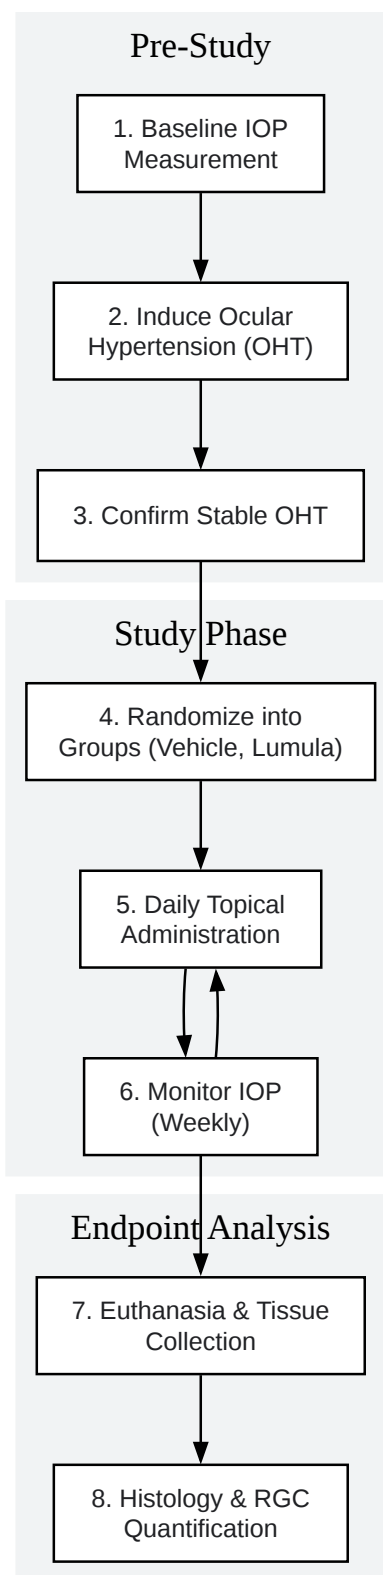 Pre-Study
1. Baseline IOP
Measurement
2. Induce Ocular
Hypertension (OHT)
3. Confirm Stable OHT
Study Phase
4. Randomize into
Groups (Vehicle, Lumula)
5. Daily Topical
Administration
6. Monitor IOP
(Weekly)
Endpoint Analysis
7. Euthanasia & Tissue
Collection
8. Histology & RGC
Quantification